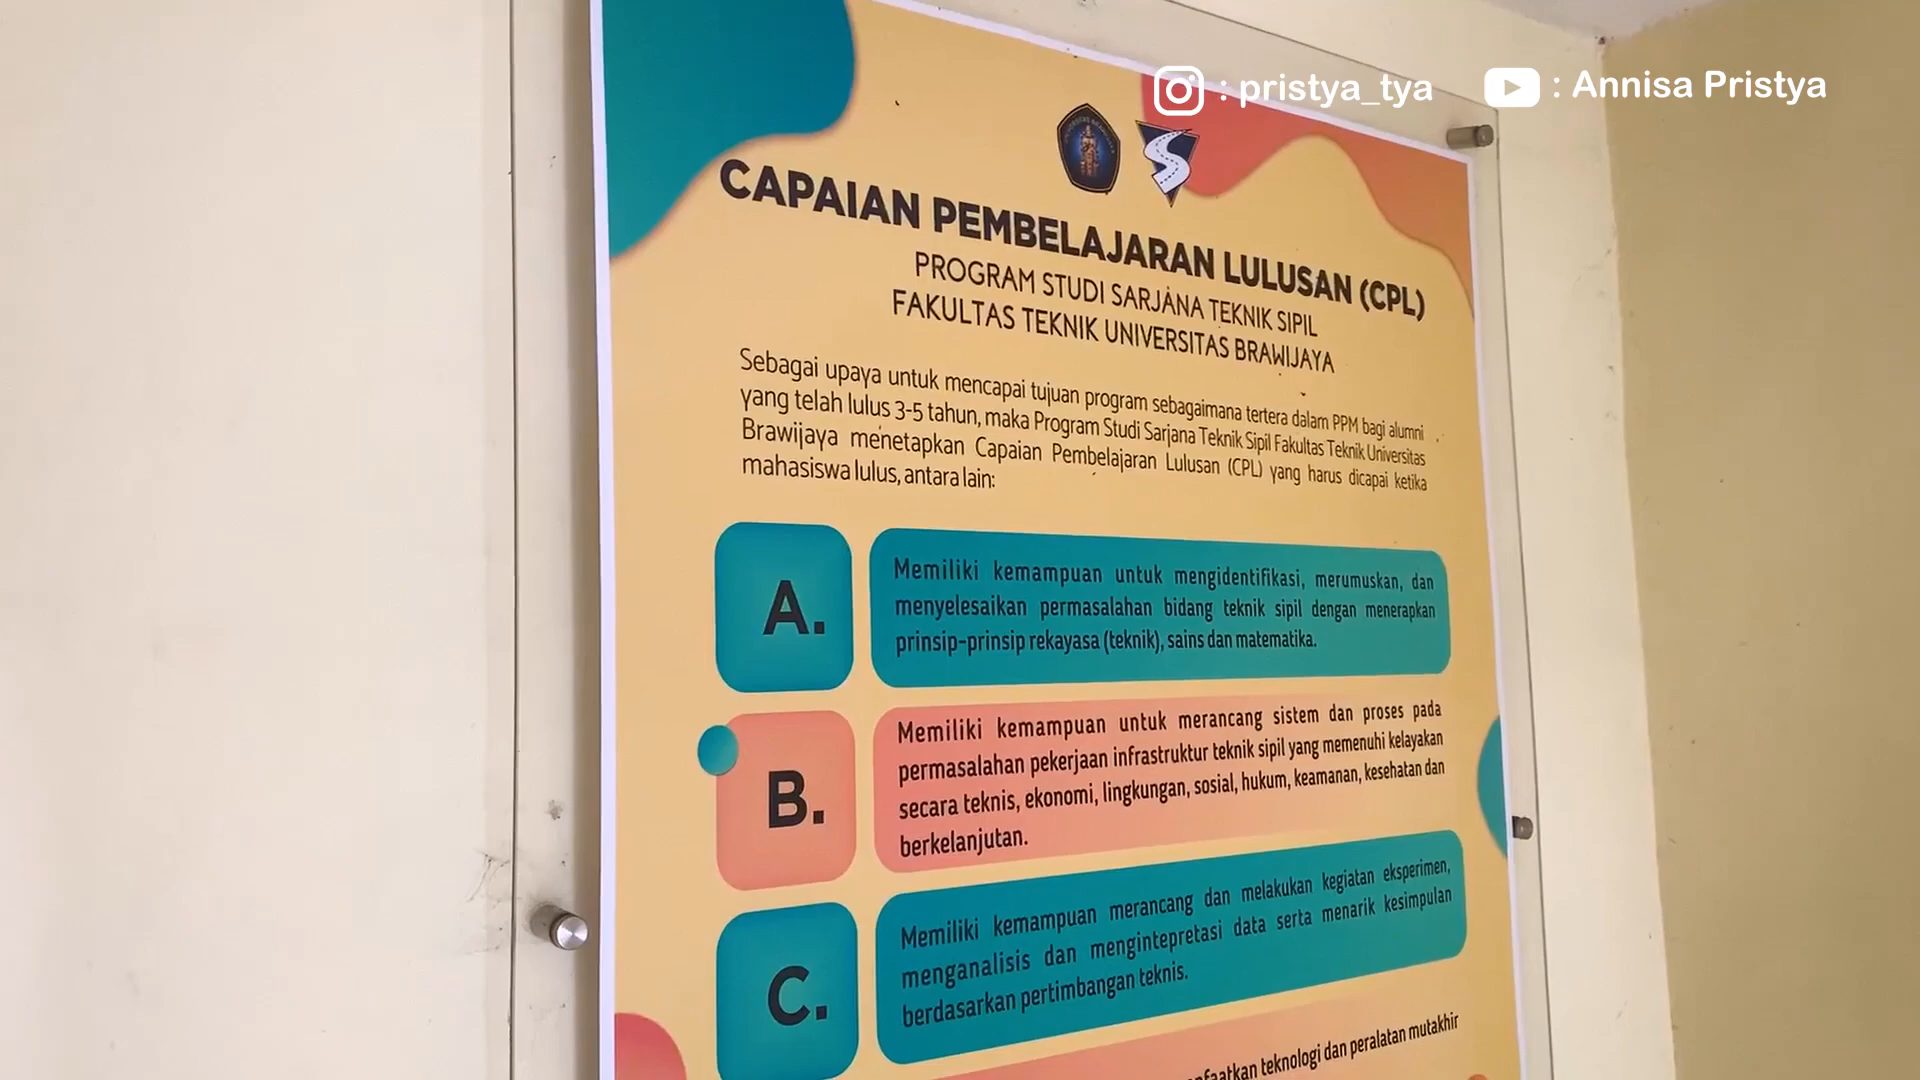 : pristya_tya
: Annisa Pristya
CAPAIAN PEMBELAJARAN LULUSAN (CPL)
PROGRAM STUDI SARJANA TEKNIK SIPIL
FAKULTAS TEKNIK UNIVERSITAS BRAWIJAYA
Sebagai upaya untuk mencapai tujuan program sebagaimana tertera dalam PPM bagi alumni
yang telah lulus 3-5 tahun, maka Program Studi Sarjana Teknik Sipil Fakultas Teknik Universitas
Brawijaya menetapkan Capaian Pembelajaran Lulusan (CPL) yang harus dicapai ketika
mahasiswa lulus, antara lain:
A.
Memiliki kemampuan untuk mengidentifikasi, merumuskan, dan
menyelesaikan permasalahan bidang teknik sipil dengan menerapkan
prinsip-prinsip rekayasa (teknik), sains dan matematika.
B.
Memiliki kemampuan untuk merancang sistem dan proses pada
permasalahan pekerjaan infrastruktur teknik sipil yang memenuhi kelayakan
secara teknis, ekonomi, lingkungan, sosial, hukum, keamanan, kesehatan dan
berkelanjutan.
C.
Memiliki kemampuan merancang dan melakukan kegiatan eksperimen,
menganalisis dan mengintepretasi data serta menarik kesimpulan
berdasarkan pertimbangan teknis.
teknologi dan peralatan mutakhir